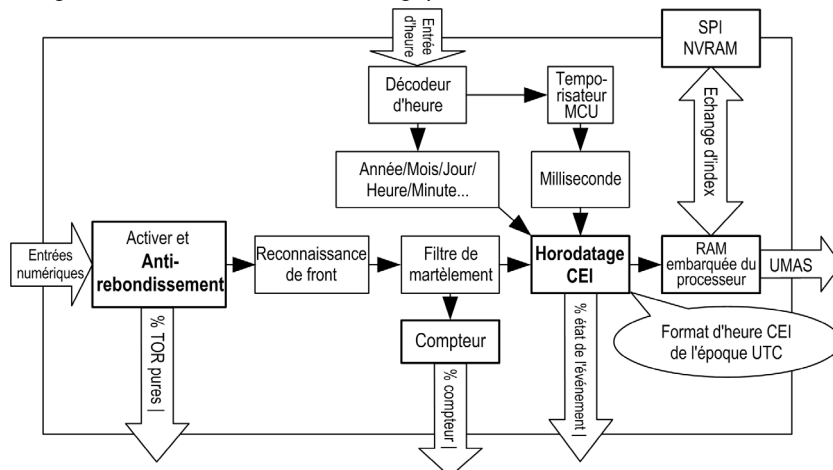 Entrée
d'heure
SPI
NVRAM
Décodeur
d'heure
Tempo-
risateur
MCU
Echange d'index
Année/Mois/Jour/
Heure/Minute...
Milliseconde
Entrées
numériques
Activer et
Anti-
rebondissement
Reconnaissance
de front
Filtre de
martèlement
Horodatage
CEI
RAM
embarquée du
processeur
UMAS
% TOR pures |
Compteur
% compteur |
% état de l'événement |
Format d'heure CEI
de l'époque UTC